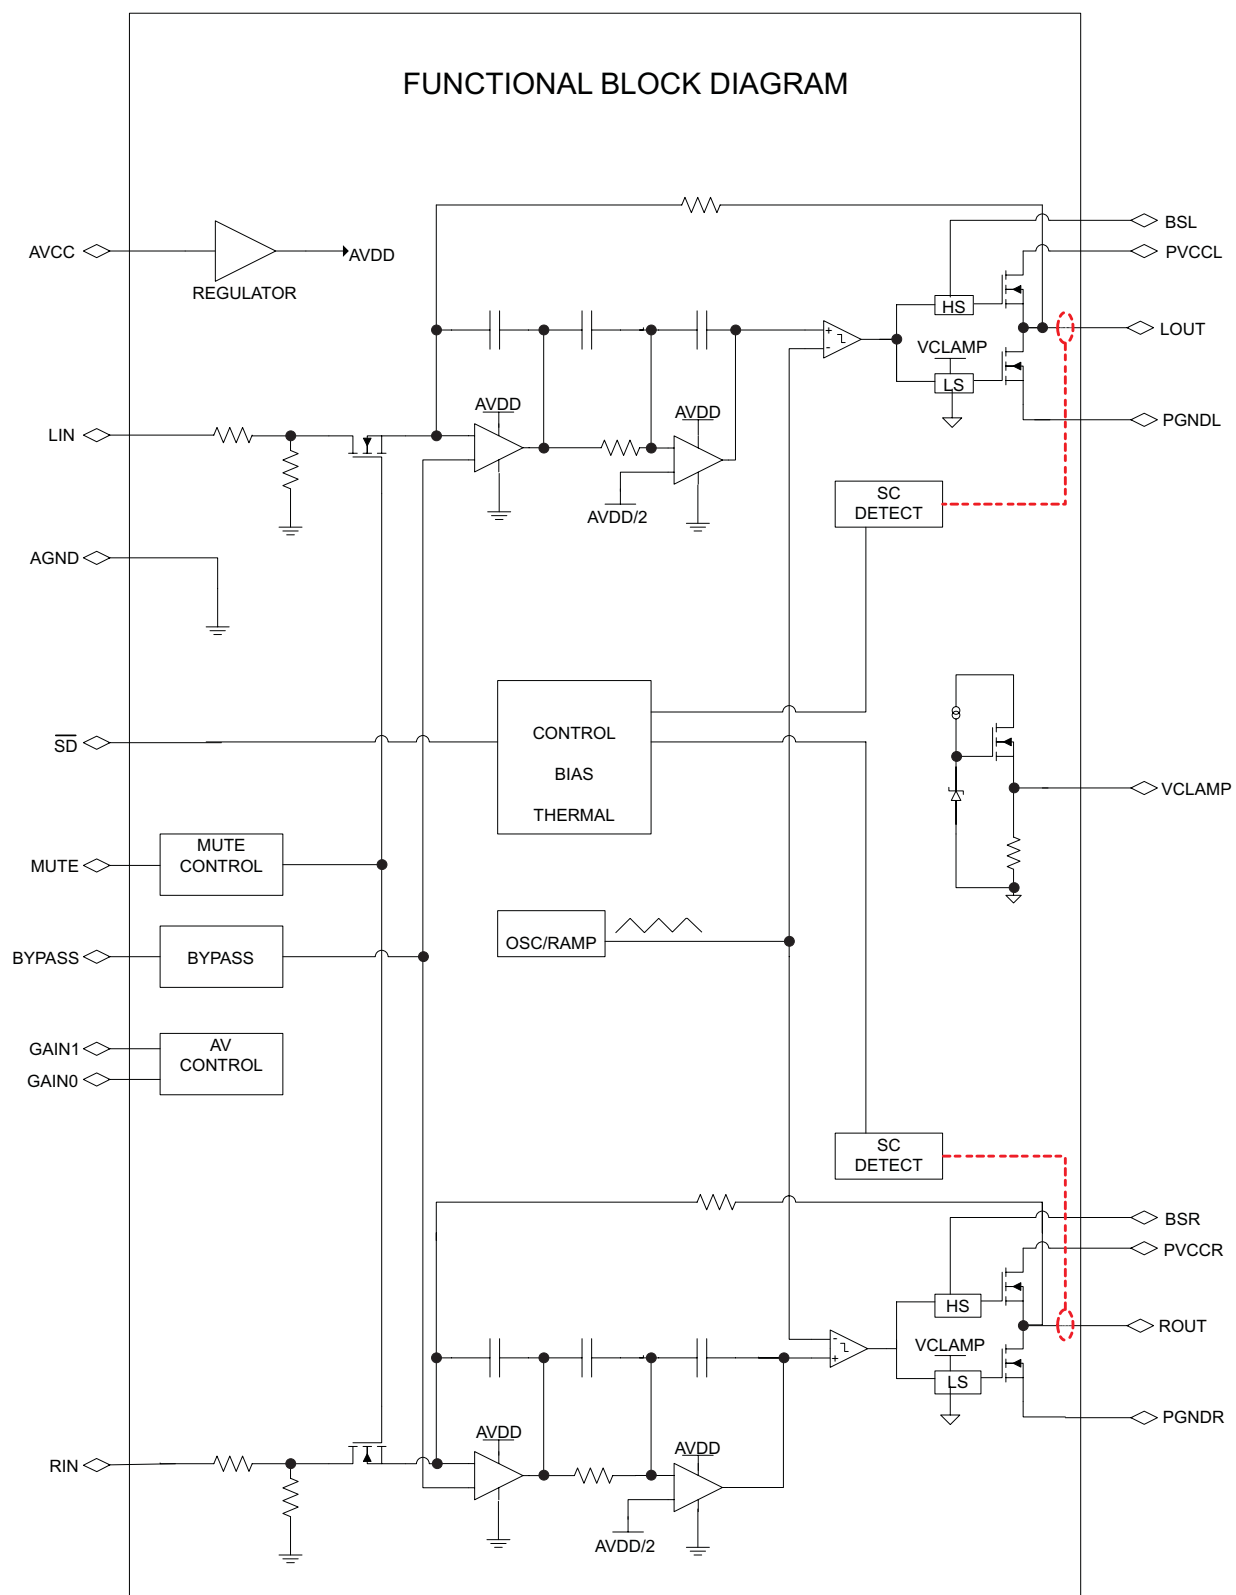 FUNCTIONAL BLOCK DIAGRAM
AVCC
AVDD
REGULATOR
BSL
PVCCL
HS
+
-
LOUT
VCLAMP
LS
AVDD
AVDD
LIN
PGNDL
AVDD/2
SC
DETECT
AGND
SD
CONTROL
BIAS
THERMAL
VCLAMP
MUTE
MUTE
CONTROL
BYPASS
BYPASS
OSC/RAMP
GAIN1
GAIN0
AV
CONTROL
SC
DETECT
BSR
PVCCR
HS
ROUT
-
+
VCLAMP
LS
PGNDR
AVDD
AVDD
RIN
AVDD/2